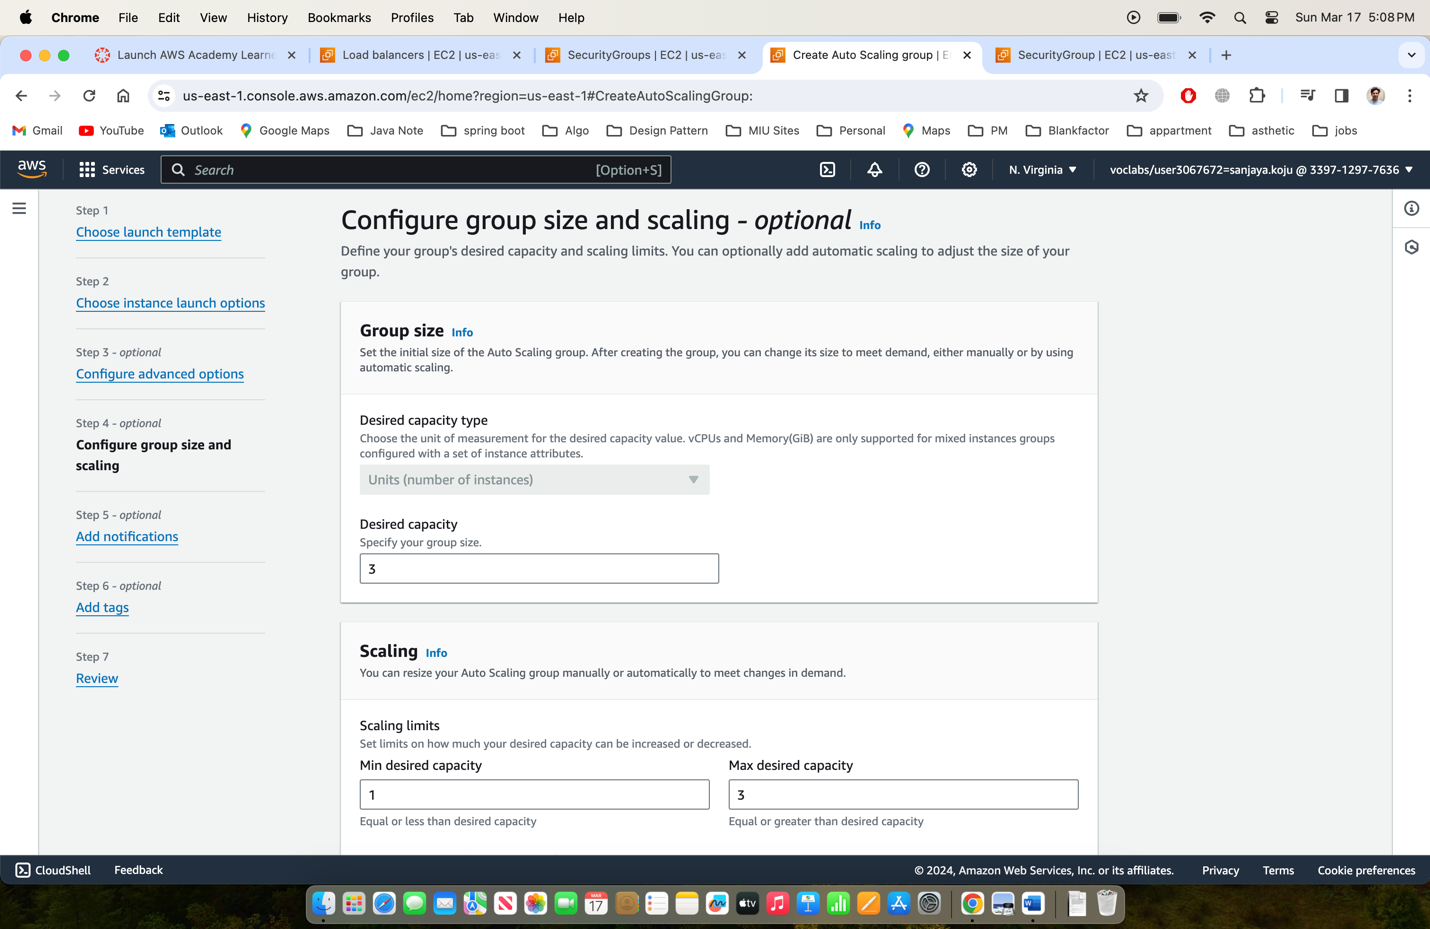 Chrome File Edit View History Bookmarks Profiles Tab Window Help Sun Mar 17 5:08 PM
Launch AWS Academy Learne
Load balancers | EC2 | us-eas
SecurityGroups | EC2 | us-eas
Create Auto Scaling group | E
SecurityGroup | EC2 | us-east
us-east-1.console.aws.amazon.com/ec2/home?region=us-east-1#CreateAutoScalingGroup:
Gmail YouTube Outlook Google Maps Java Note spring boot Algo Design Pattern MIU Sites Personal Maps PM Blankfactor appartment asthetic jobs
aws Services Search [Option+S] N. Virginia voclabs/user3067672=sanjaya.koju @ 3397-1297-7636
Step 1
Choose launch template
Step 2
Choose instance launch options
Step 3 - optional
Configure advanced options
Step 4 - optional
Configure group size and
scaling
Step 5 - optional
Add notifications
Step 6 - optional
Add tags
Step 7
Review
Configure group size and scaling - optional Info
Define your group's desired capacity and scaling limits. You can optionally add automatic scaling to adjust the size of your
group.
Group size Info
Set the initial size of the Auto Scaling group. After creating the group, you can change its size to meet demand, either manually or by using
automatic scaling.
Desired capacity type
Choose the unit of measurement for the desired capacity value. vCPUs and Memory(GiB) are only supported for mixed instances groups
configured with a set of instance attributes.
Units (number of instances)
Desired capacity
Specify your group size.
3
Scaling Info
You can resize your Auto Scaling group manually or automatically to meet changes in demand.
Scaling limits
Set limits on how much your desired capacity can be increased or decreased.
Min desired capacity
1
Equal or less than desired capacity
Max desired capacity
3
Equal or greater than desired capacity
CloudShell Feedback © 2024, Amazon Web Services, Inc. or its affiliates. Privacy Terms Cookie preferences
MAR
17
tv
W